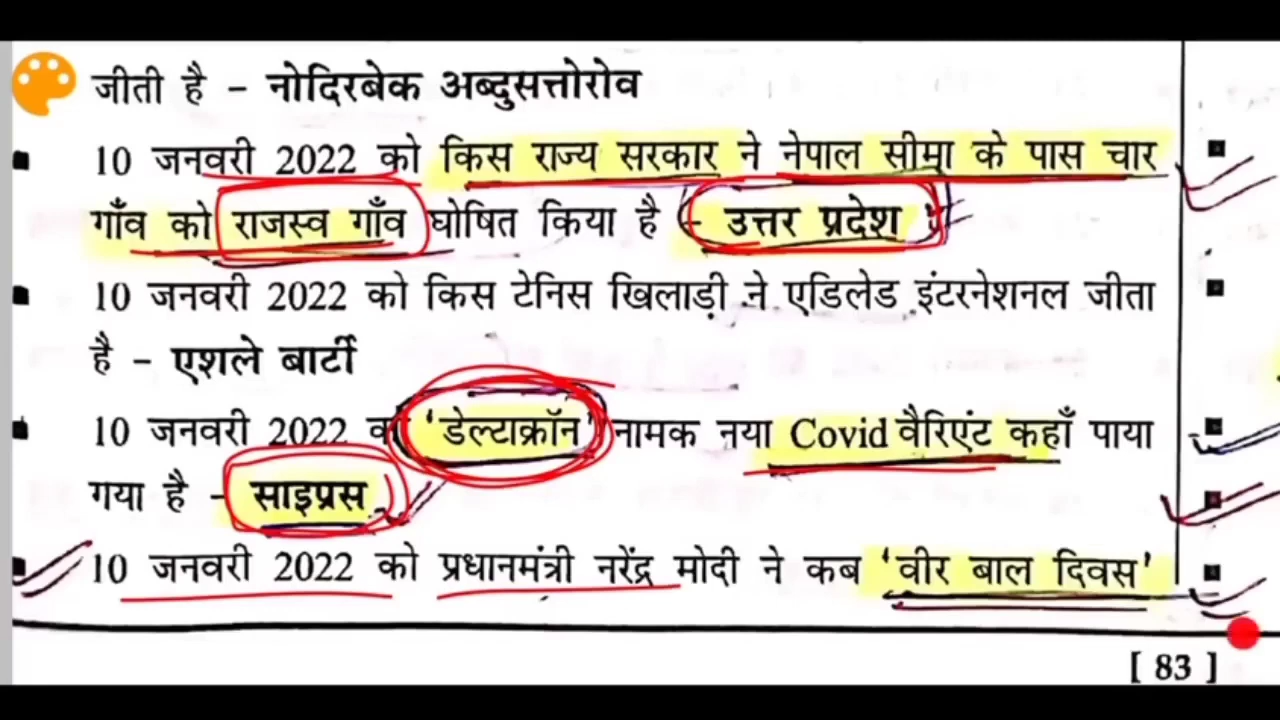 जीती है - नोदिरबेक अब्दुसत्तोरोव
10 जनवरी 2022 को किस राज्य सरकार ने नेपाल सीमा के पास चार
गाँव को राजस्व गाँव घोषित किया है - उत्तर प्रदेश
10 जनवरी 2022 को किस टेनिस खिलाड़ी ने एडिलेड इंटरनेशनल जीता
है - एशले बार्टी
10 जनवरी 2022 को 'डेल्टाक्रॉन' नामक नया Covid वैरिएंट कहाँ पाया
गया है - साइप्रस
10 जनवरी 2022 को प्रधानमंत्री नरेंद्र मोदी ने कब 'वीर बाल दिवस'
[ 83 ]